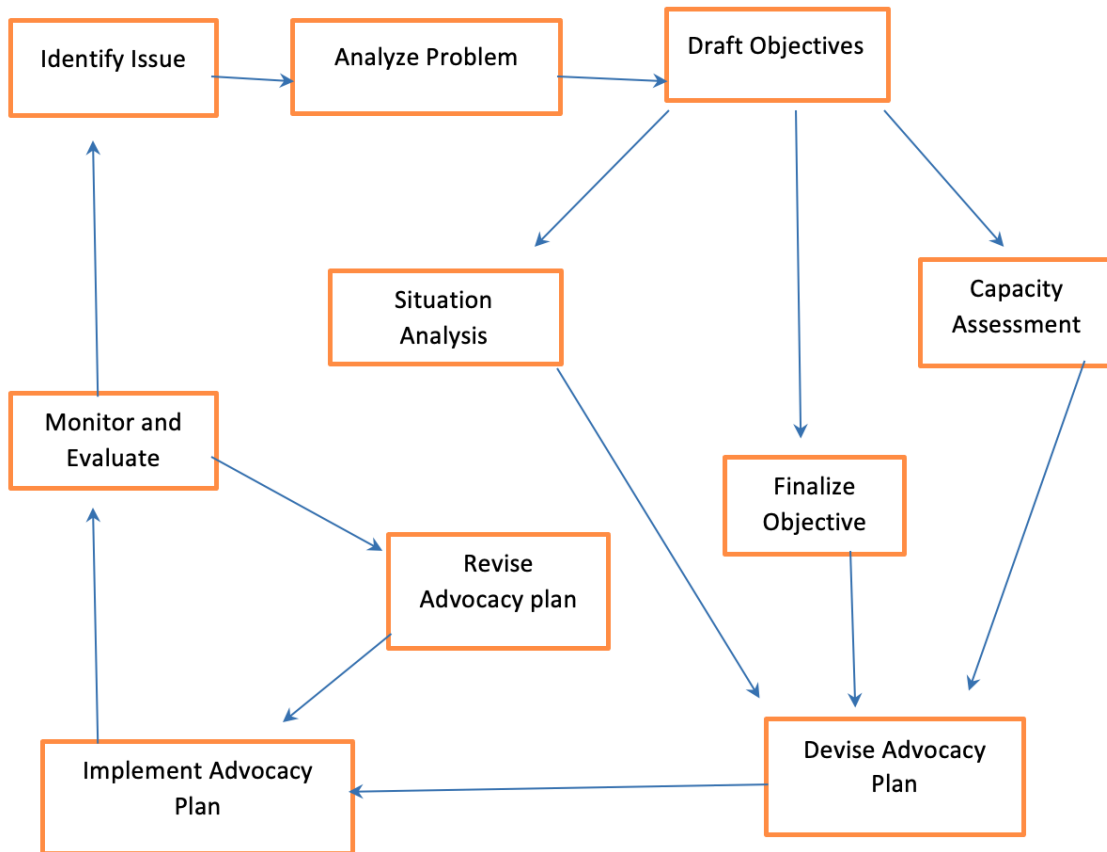 Identify Issue
Analyze Problem
Draft Objectives
Situation
Analysis
Capacity
Assessment
Monitor and
Evaluate
Finalize
Objective
Revise
Advocacy plan
Implement Advocacy
Plan
Devise Advocacy
Plan